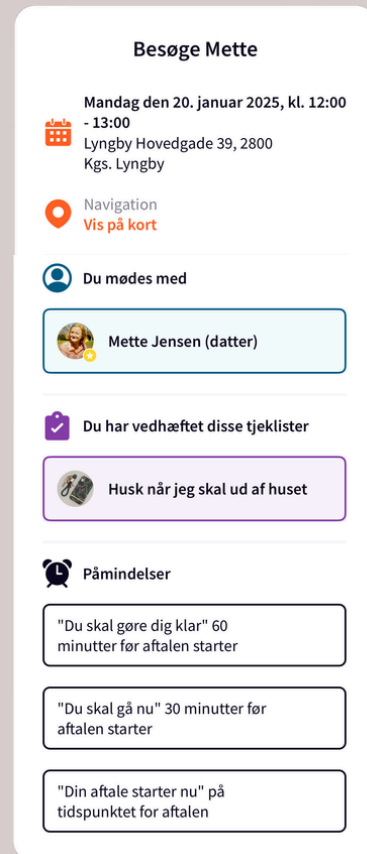 Besøge Mette
Mandag den 20. januar 2025, kl. 12:00
- 13:00
Lyngby Hovedgade 39, 2800
Kgs. Lyngby
Navigation
Vis på kort
Du mødes med
Mette Jensen (datter)
Du har vedhæftet disse tjeklister
Husk når jeg skal ud af huset
Påmindelser
"Du skal gøre dig klar" 60
minutter før aftalen starter
"Du skal gå nu" 30 minutter før
aftalen starter
"Din aftale starter nu" på
tidspunktet for aftalen